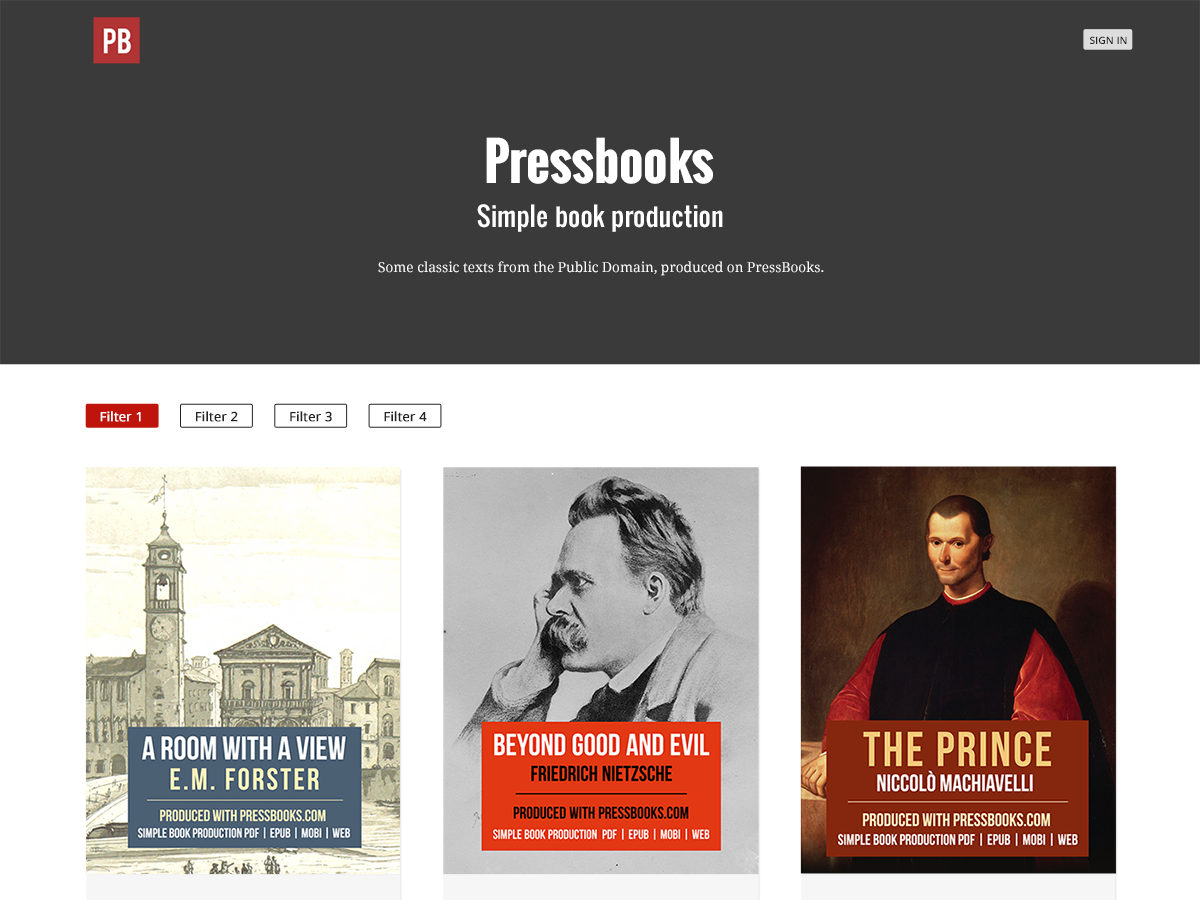 PB
SIGN IN
Pressbooks
Simple book production
Some classic texts from the Public Domain, produced on PressBooks.
Filter 1
Filter 2
Filter 3
Filter 4
A ROOM WITH A VIEW
E.M. FORSTER
PRODUCED WITH PRESSBOOKS.COM
SIMPLE BOOK PRODUCTION PDF | EPUB | MOBI | WEB
BEYOND GOOD AND EVIL
FRIEDRICH NIETZSCHE
PRODUCED WITH PRESSBOOKS.COM
SIMPLE BOOK PRODUCTION PDF | EPUB | MOBI | WEB
THE PRINCE
NICCOLÒ MACHIAVELLI
PRODUCED WITH PRESSBOOKS.COM
SIMPLE BOOK PRODUCTION PDF | EPUB | MOBI | WEB